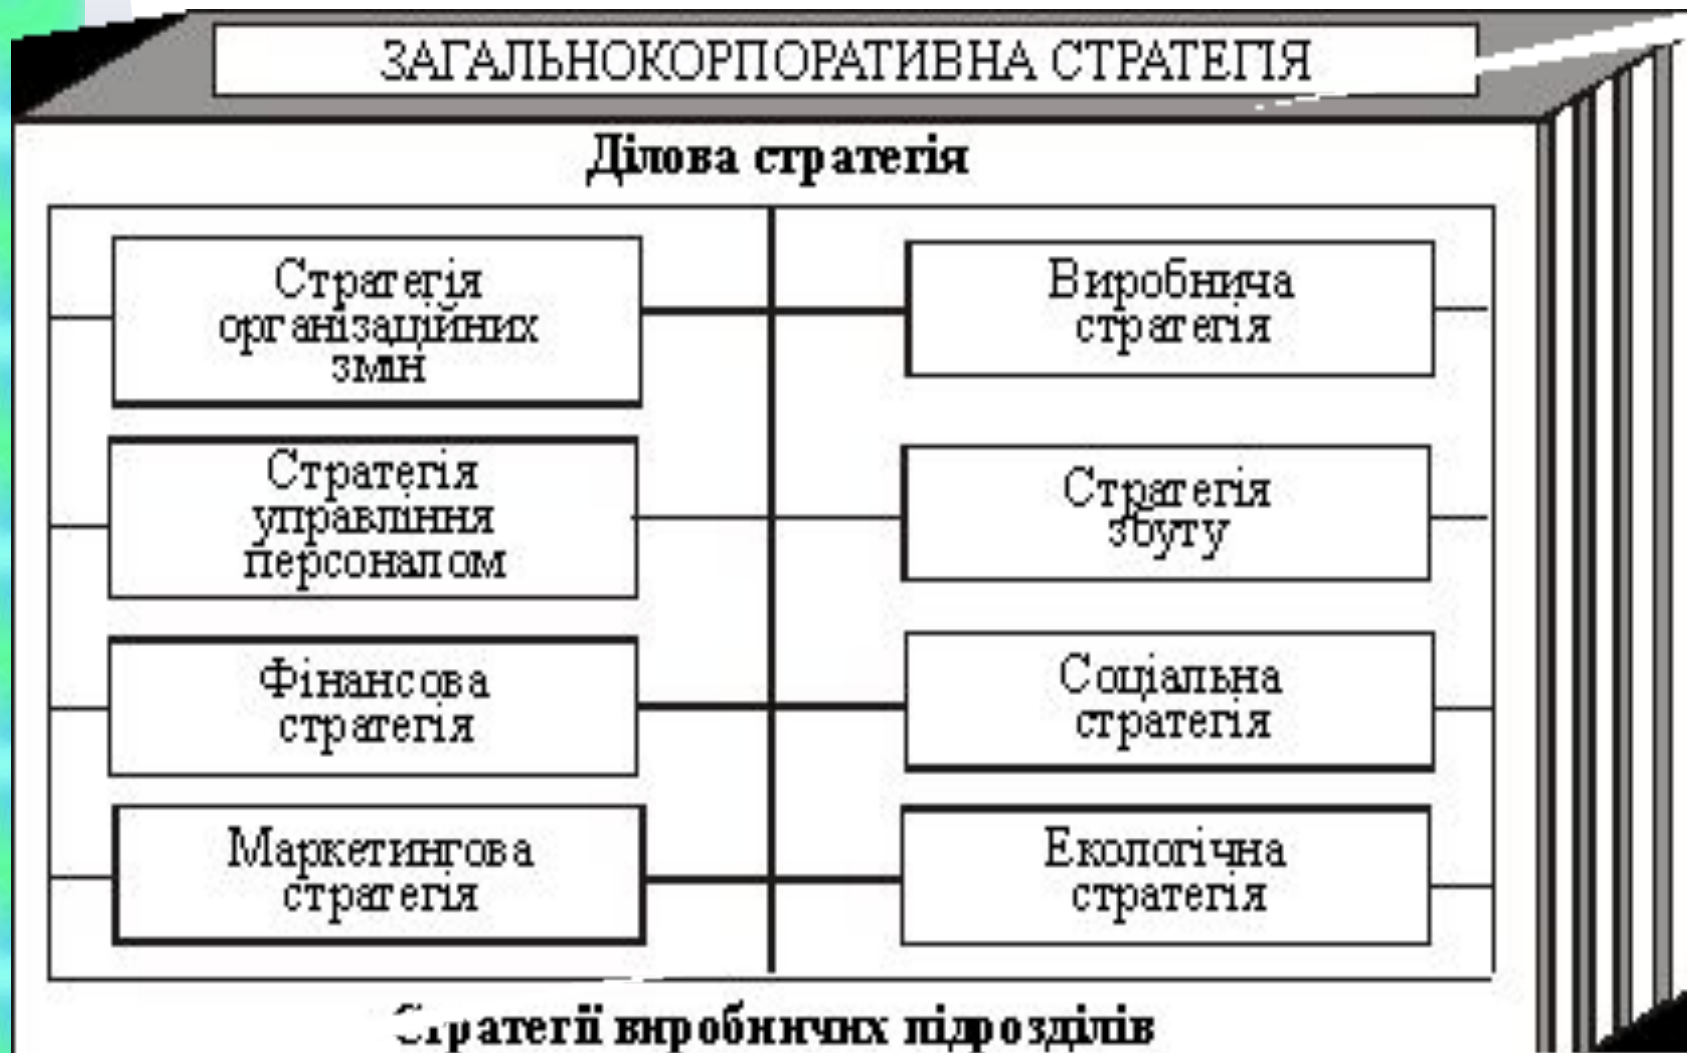 ЗАГАЛЬНОКОРПОРАТИВНА СТРАТЕГІЯ
Ділова стратегія
Стратегія
організаційних
змін
Виробнича
стратегія
Стратегія
управління
персоналом
Стратегія
збуту
Фінансова
стратегія
Соціальна
стратегія
Маркетингова
стратегія
Екологічна
стратегія
Стратегії виробничих підрозділів